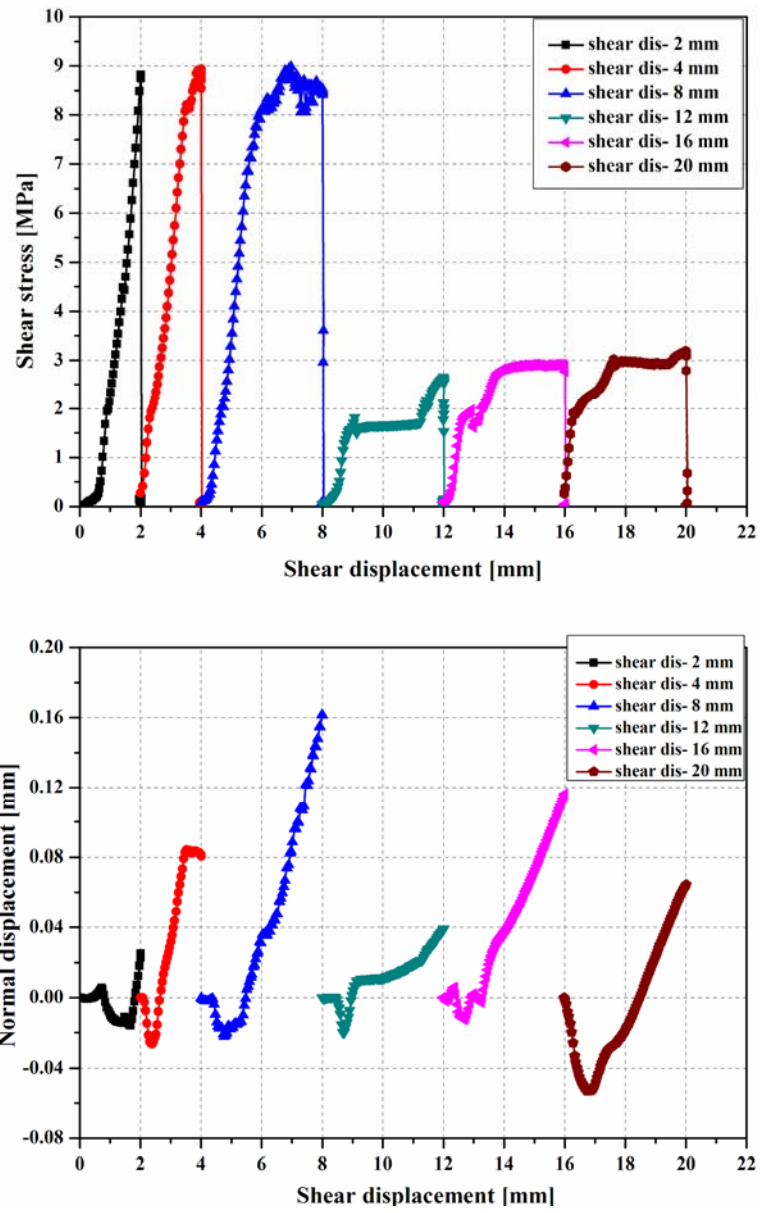 10
9
8
7
6
5
4
3
2
1
0
Shear stress [MPa]
shear dis- 2 mm
shear dis- 4 mm
shear dis- 8 mm
shear dis- 12 mm
shear dis- 16 mm
shear dis- 20 mm
0 2 4 6 8 10 12 14 16 18 20 22
Shear displacement [mm]
0.20
0.16
0.12
0.08
0.04
0.00
-0.04
-0.08
Normal displacement [mm]
shear dis- 2 mm
shear dis- 4 mm
shear dis- 8 mm
shear dis- 12 mm
shear dis- 16 mm
shear dis- 20 mm
0 2 4 6 8 10 12 14 16 18 20 22
Shear displacement [mm]